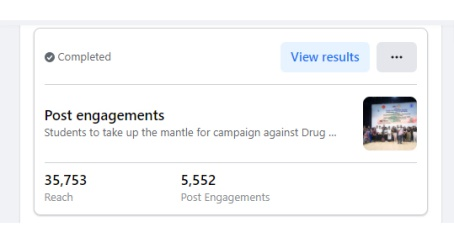 Completed
View results
Post engagements
Students to take up the mantle for campaign against Drug ...
35,753
5,552
Reach
Post Engagements